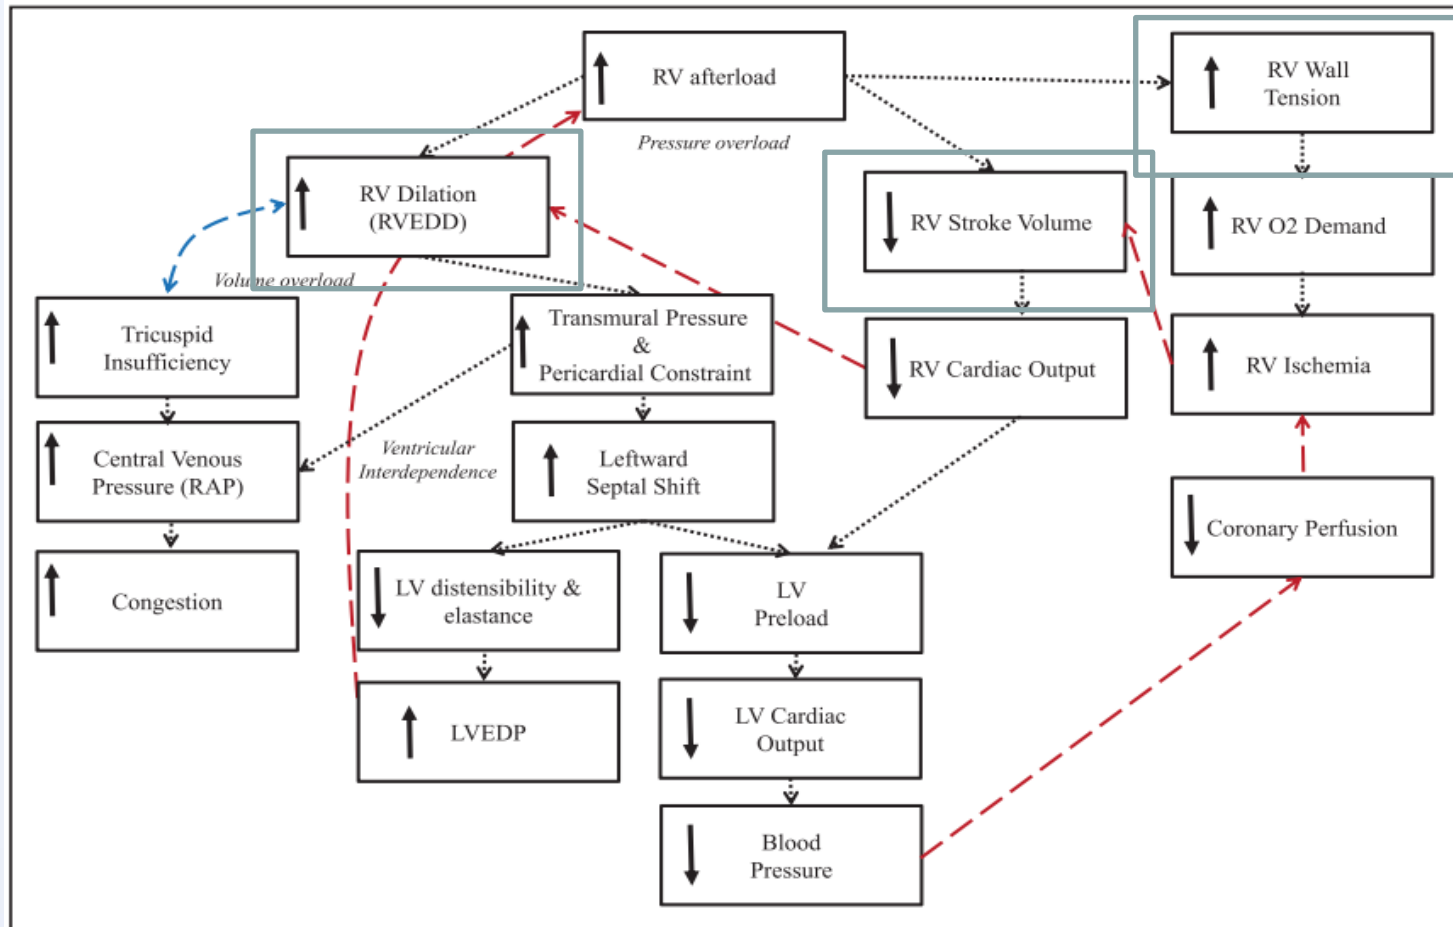 RV afterload
Pressure overload
RV Wall
Tension
RV Dilation
(RVEDD)
Volume overload
RV Stroke Volume
RV O2 Demand
Tricuspid
Insufficiency
Transmural Pressure
&
Pericardial Constraint
RV Cardiac Output
RV Ischemia
Central Venous
Pressure (RAP)
Ventricular
Interdependence
Leftward
Septal Shift
Coronary Perfusion
Congestion
LV distensibility &
elastance
LV
Preload
LVEDP
LV Cardiac
Output
Blood
Pressure